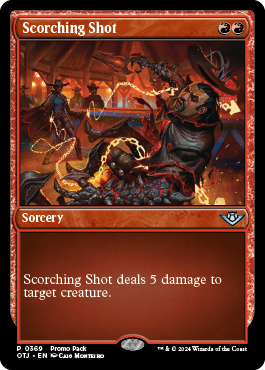 Scorching Shot
Sorcery
Scorching Shot deals 5 damage to
target creature.
P 0369 Promo Pack
OTJ • EN Caio Monteiro
™ & © 2024 Wizards of the Coast